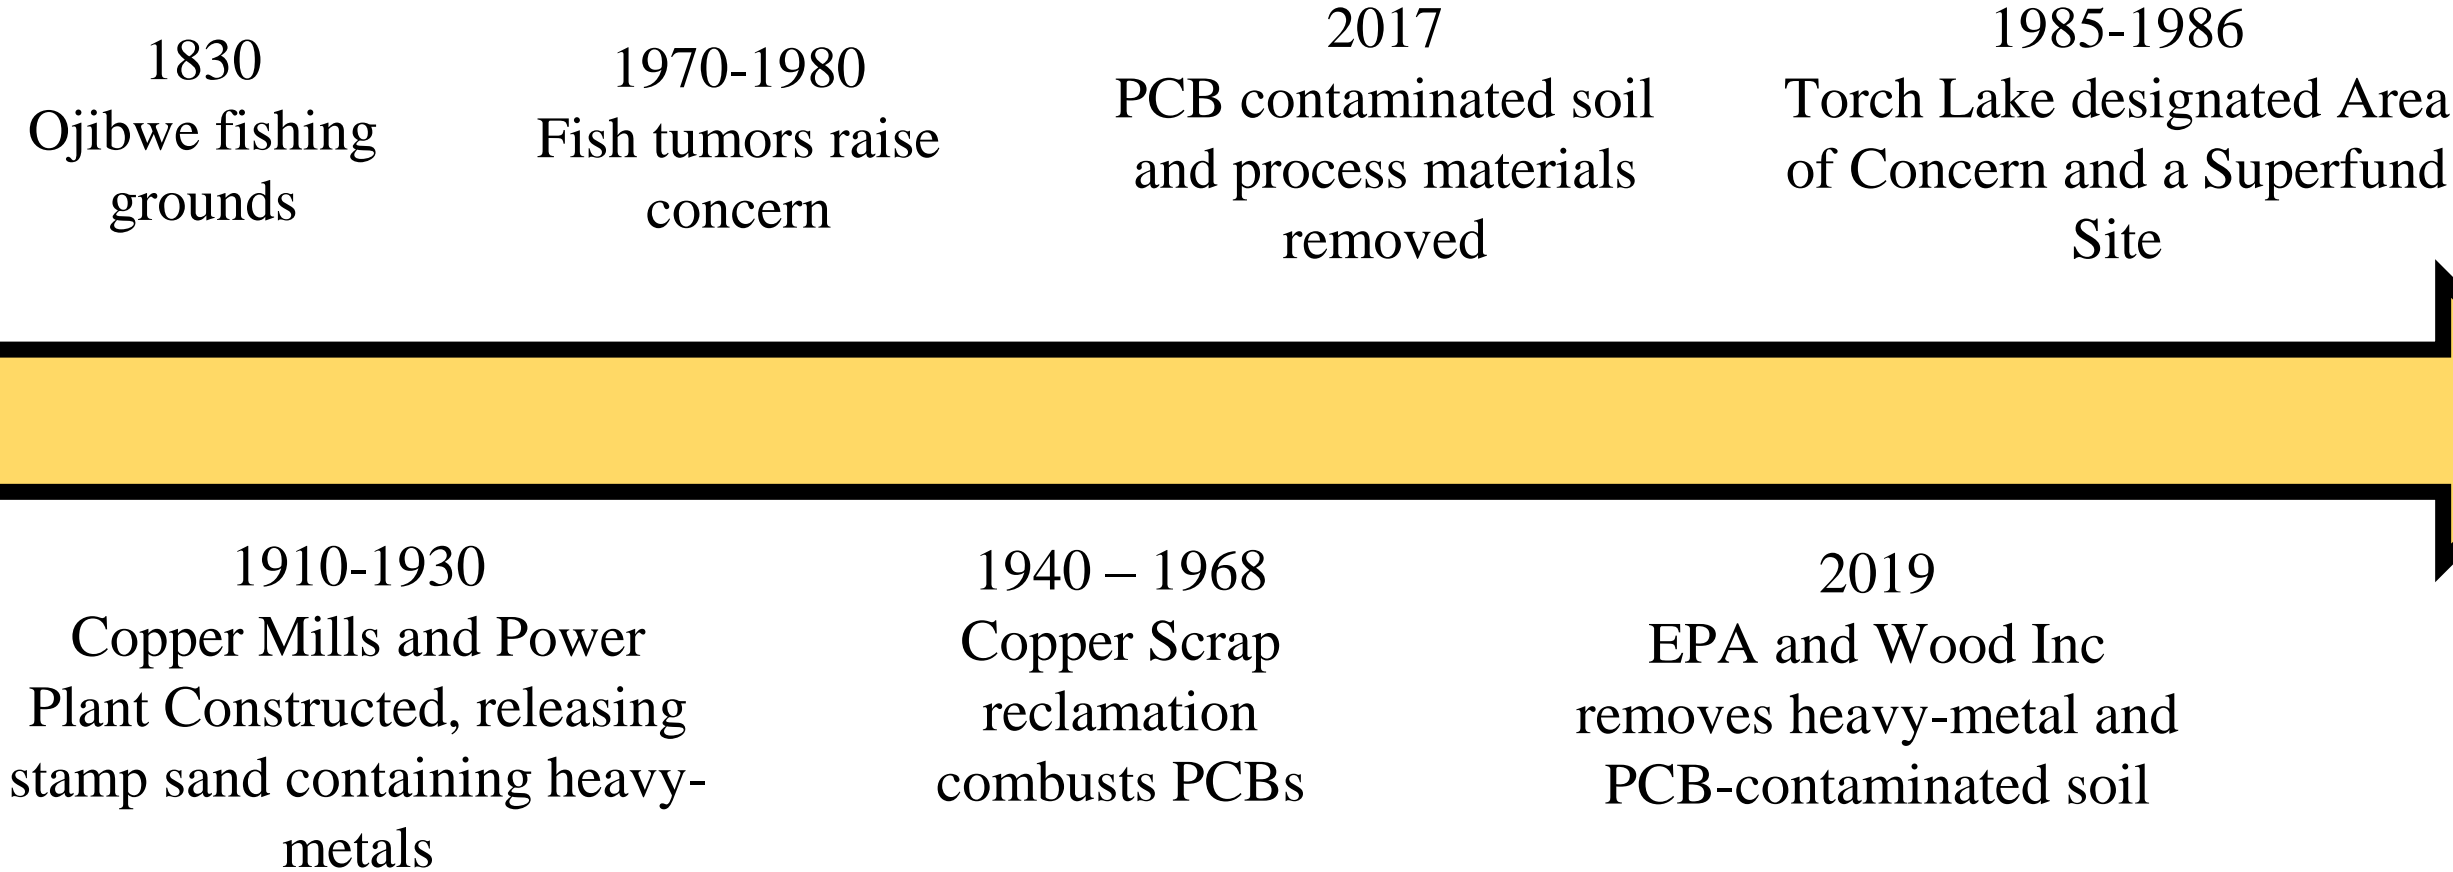 1830
Ojibwe fishing
grounds
1970-1980
Fish tumors raise
concern
2017
PCB contaminated soil
and process materials
removed
1985-1986
Torch Lake designated Area
of Concern and a Superfund
Site
1910-1930
Copper Mills and Power
Plant Constructed, releasing
stamp sand containing heavy-
metals
1940 – 1968
Copper Scrap
reclamation
combusts PCBs
2019
EPA and Wood Inc
removes heavy-metal and
PCB-contaminated soil